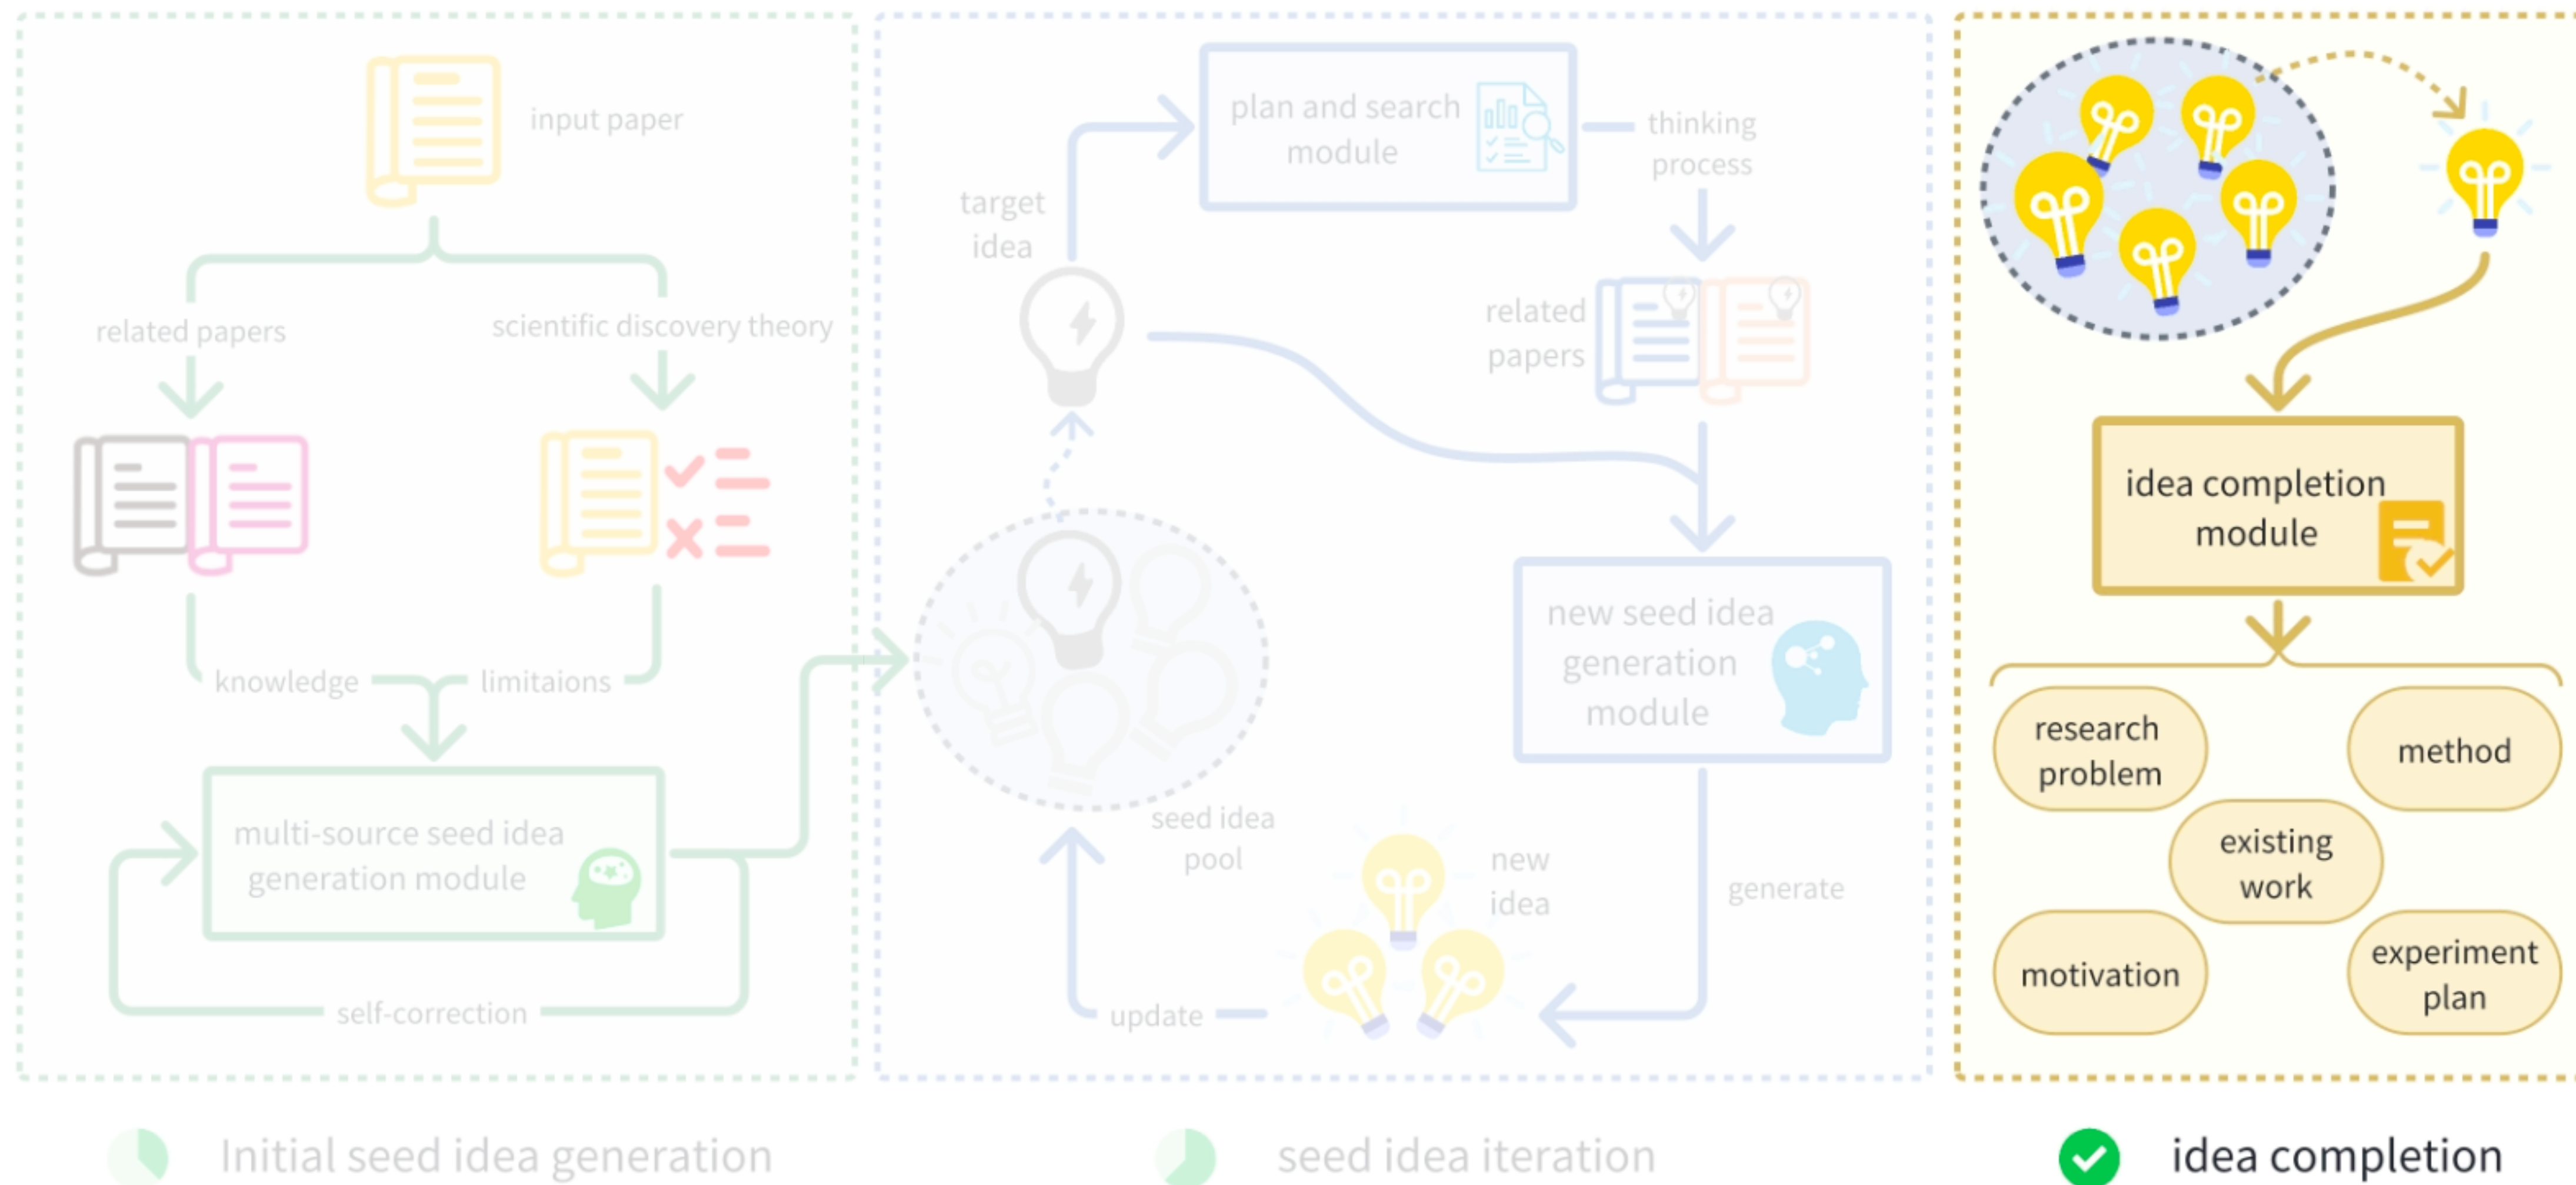 input paper
related papers
scientific discovery theory
knowledge
limitaions
multi-source seed idea
generation module
self-correction
Initial seed idea generation
plan and search
module
thinking
process
target
idea
related
papers
new seed idea
generation
module
seed idea
pool
new
idea
generate
update
seed idea iteration
idea completion
module
research
problem
method
existing
work
motivation
experiment
plan
idea completion